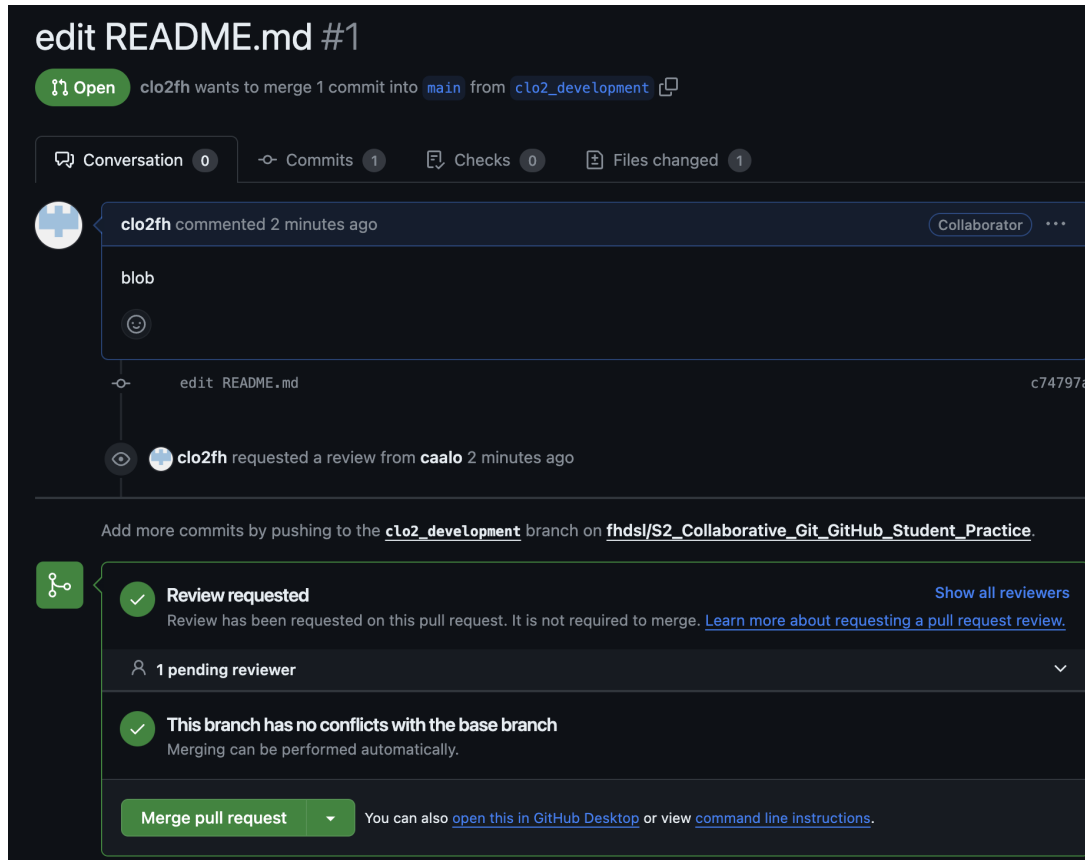 edit README.md #1
Open clo2fh wants to merge 1 commit into main from clo2_development
Conversation 0 Commits 1 Checks 0 Files changed 1
clo2fh commented 2 minutes ago Collaborator ...
blob
edit README.md c74797a
clo2fh requested a review from caalo 2 minutes ago
Add more commits by pushing to the clo2_development branch on fhdsl/S2_Collaborative_Git_GitHub_Student_Practice.
Review requested Show all reviewers
Review has been requested on this pull request. It is not required to merge. Learn more about requesting a pull request review.
1 pending reviewer
This branch has no conflicts with the base branch
Merging can be performed automatically.
Merge pull request You can also open this in GitHub Desktop or view command line instructions.